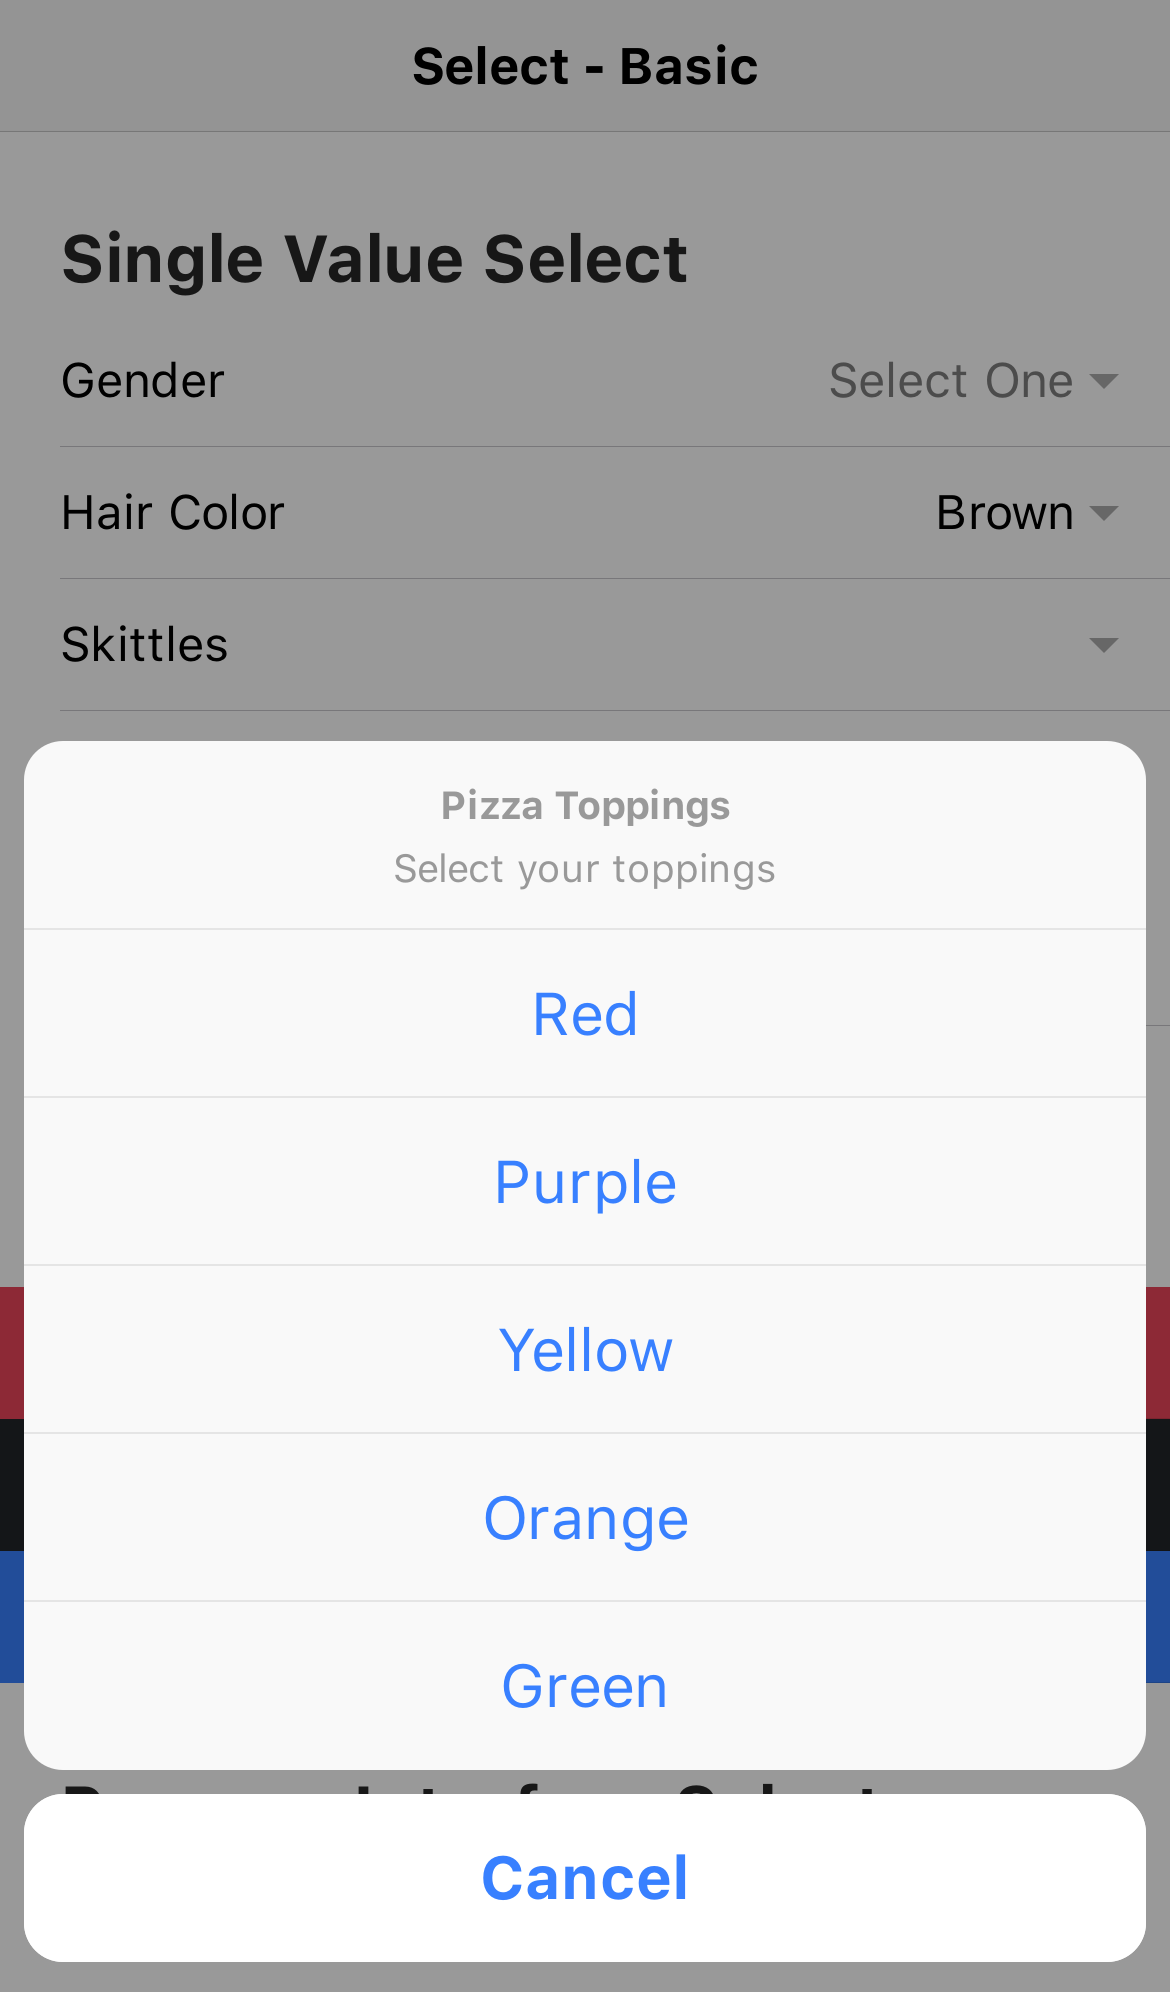 Select - Basic
Single Value Select
Gender Select One
Hair Color Brown
Skittles
Pizza Toppings
Select your toppings
Red
Purple
Yellow
Orange
Green
Cancel